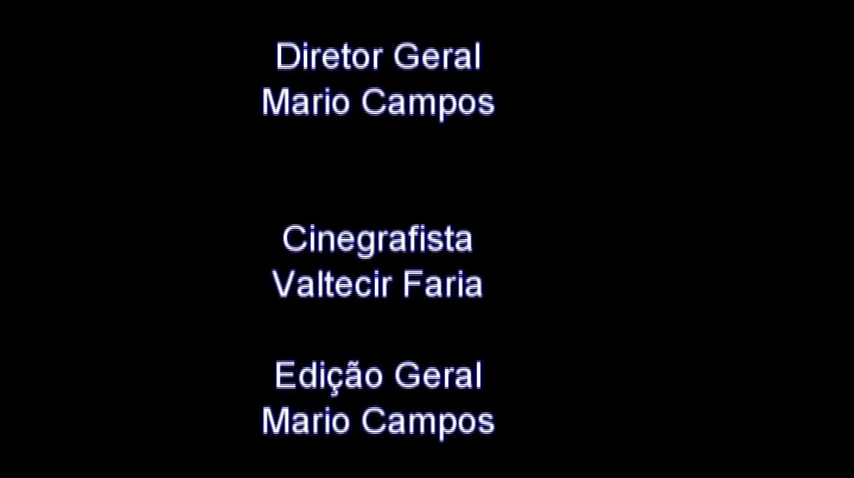 Diretor Geral
Mario Campos
Cinegrafista
Valtecir Faria
Edição Geral
Mario Campos